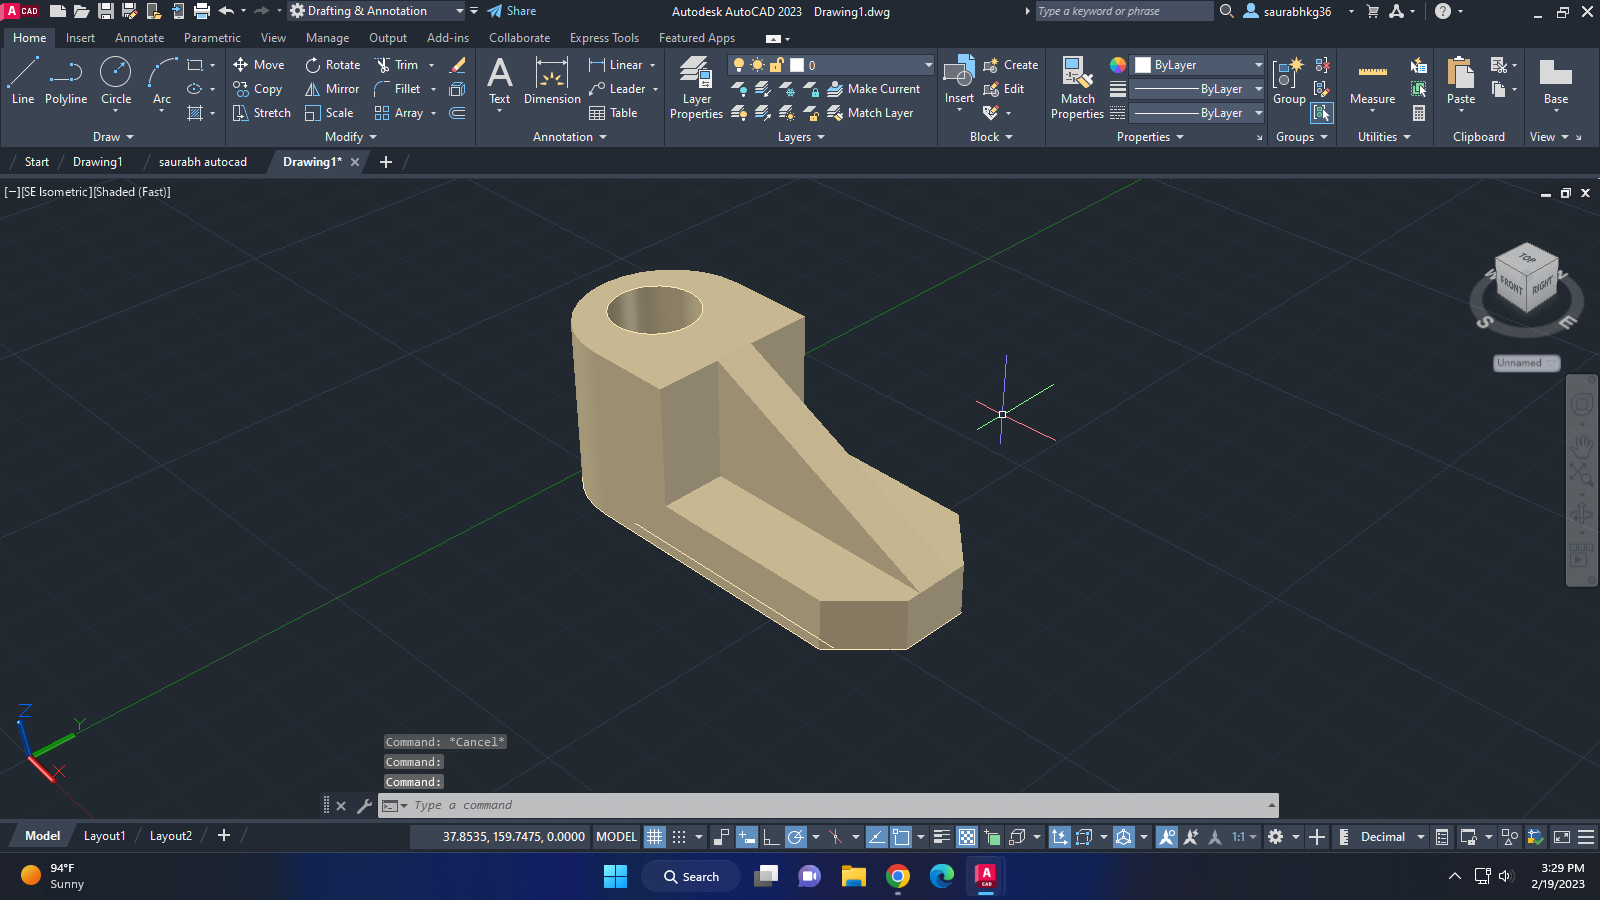 A CAD Drafting & Annotation Share Autodesk AutoCAD 2023 Drawing1.dwg Type a keyword or phrase saurabhkg36
Home Insert Annotate Parametric View Manage Output Add-ins Collaborate Express Tools Featured Apps
Line Polyline Circle Arc
Move Rotate Trim
Copy Mirror Fillet
Stretch Scale Array
Text Dimension
Linear
Leader
Table
Layer Properties
0
Make Current
Match Layer
Insert
Create
Edit
Match Properties
ByLayer
ByLayer
ByLayer
Group
Measure
Paste
Base
Draw Modify Annotation Layers Block Properties Groups Utilities Clipboard View
Start Drawing1 saurabh autocad Drawing1*
[−][SE Isometric][Shaded (Fast)]
TOP
FRONT RIGHT
W N
S E
Unnamed
Z
Y
X
Command: *Cancel*
Command:
Command:
Type a command
Model Layout1 Layout2 37.8535, 159.7475, 0.0000 MODEL 1:1 Decimal
94°F
Sunny
Search
A CAD
3:29 PM
2/19/2023